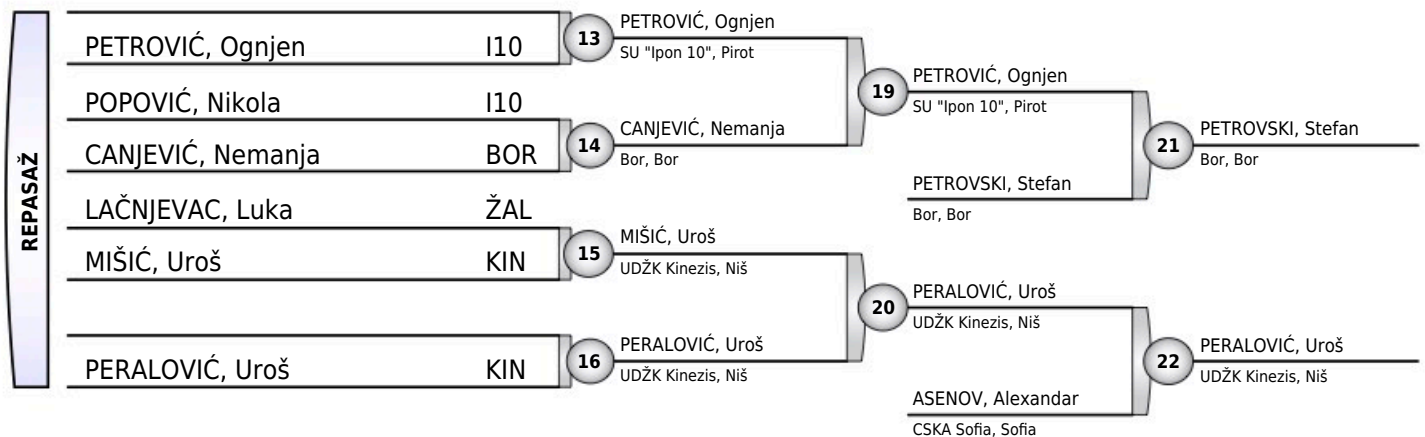 REPASAŽ
PETROVIĆ, Ognjen I10
POPOVIĆ, Nikola I10
CANJEVIĆ, Nemanja BOR
LAČNJEVAC, Luka ŽAL
MIŠIĆ, Uroš KIN
PERALOVIĆ, Uroš KIN
13
PETROVIĆ, Ognjen
SU "Ipon 10", Pirot
14
CANJEVIĆ, Nemanja
Bor, Bor
15
MIŠIĆ, Uroš
UDŽK Kinezis, Niš
16
PERALOVIĆ, Uroš
UDŽK Kinezis, Niš
19
PETROVIĆ, Ognjen
SU "Ipon 10", Pirot
PETROVSKI, Stefan
Bor, Bor
20
PERALOVIĆ, Uroš
UDŽK Kinezis, Niš
ASENOV, Alexandar
CSKA Sofia, Sofia
21
PETROVSKI, Stefan
Bor, Bor
22
PERALOVIĆ, Uroš
UDŽK Kinezis, Niš